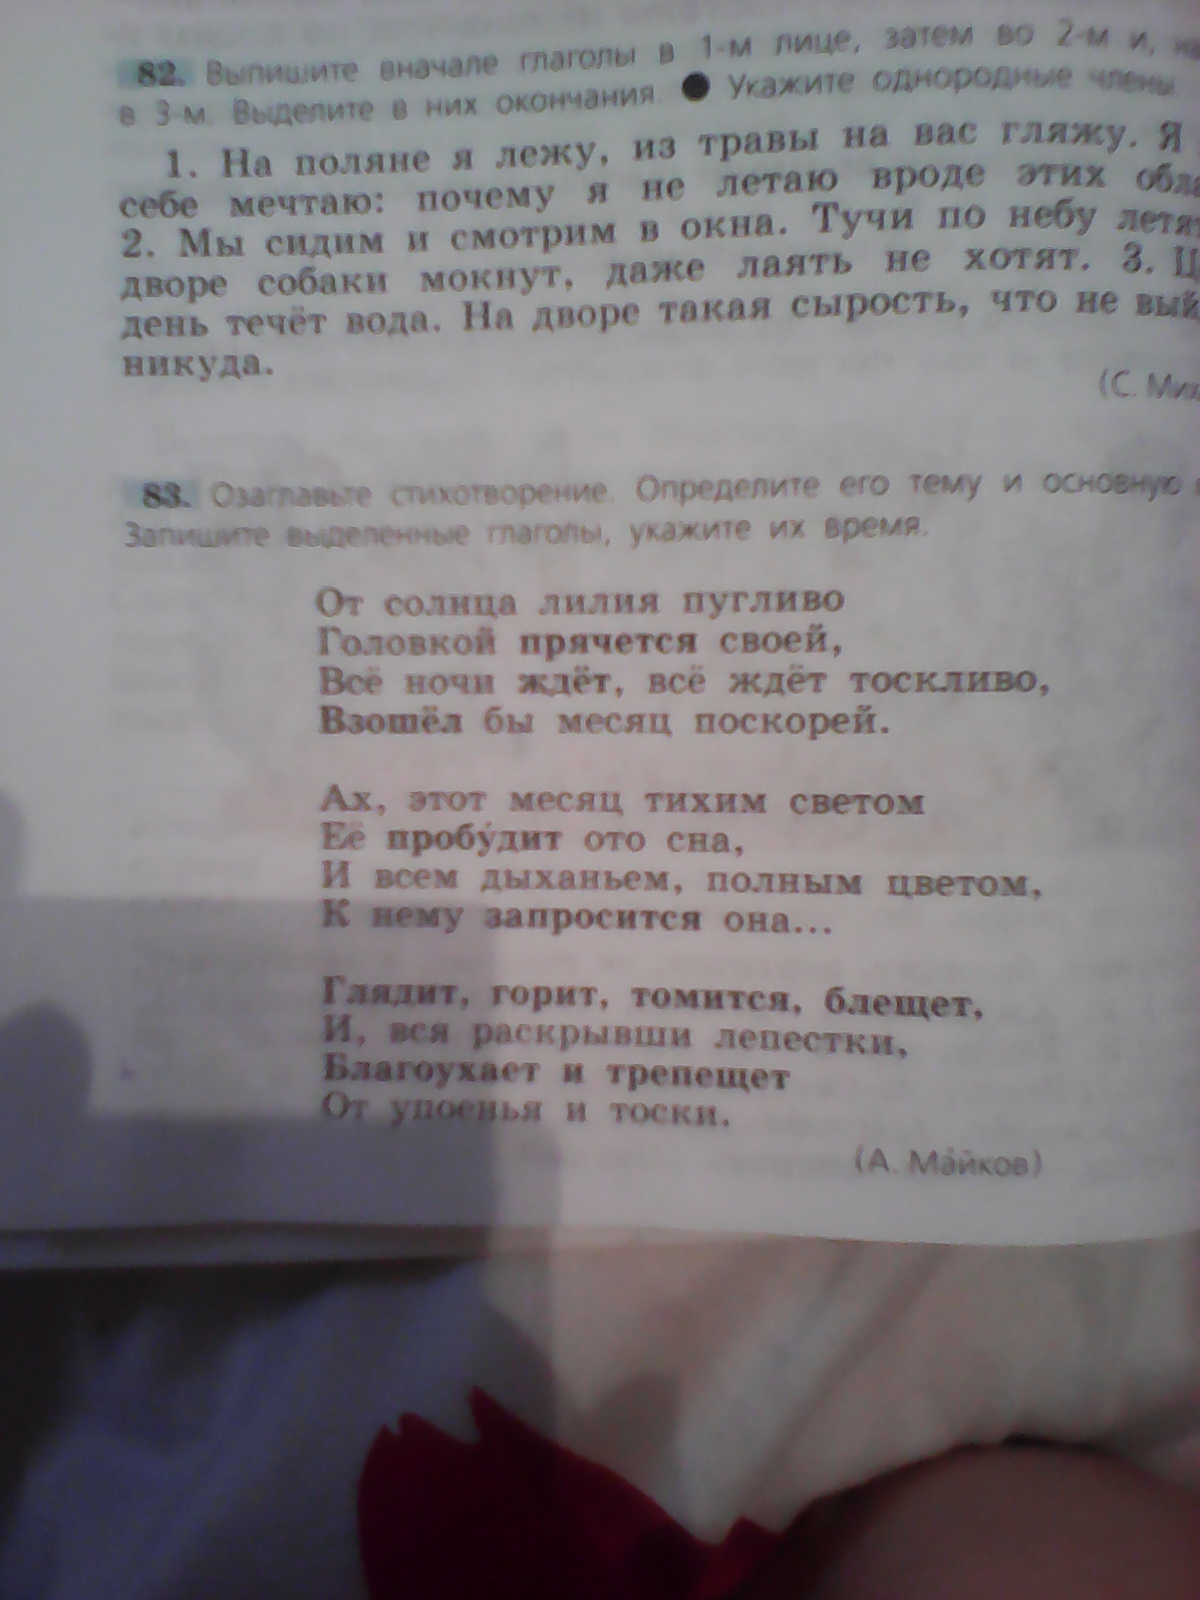 82. Выпишите вначале глаголы в 1-м лице, затем во 2-м и,
в 3-м. Выделите в них окончания. ● Укажите однородные члены
1. На поляне я лежу, из травы на вас гляжу. Я
себе мечтаю: почему я не летаю вроде этих
2. Мы сидим и смотрим в окна. Тучи по небу
дворе собаки мокнут, даже лаять не хотят. 3.
день течёт вода. На дворе такая сырость, что не
никуда.
(С.
83. Озаглавьте стихотворение. Определите его тему и основную
Запишите выделенные глаголы, укажите их время.
От солнца лилия пугливо
Головкой прячется своей,
Всё ночи ждёт, всё ждёт тоскливо,
Взошёл бы месяц поскорей.
Ах, этот месяц тихим светом
Её пробу́дит ото сна,
И всем дыханьем, полным цветом,
К нему запросится она...
Глядит, горит, томится, блещет,
И, вся раскрывши лепестки,
Благоухает и трепещет
От упоенья и тоски.
(А. Ма́йков)